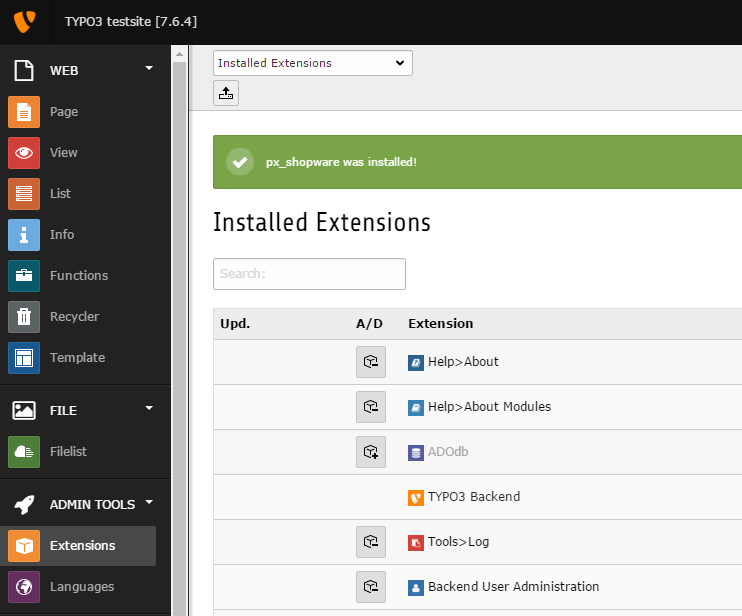 TYPO3 testsite [7.6.4]
WEB
Page
View
List
Info
Functions
Recycler
Template
FILE
Filelist
ADMIN TOOLS
Extensions
Languages
Installed Extensions
px_shopware was installed!
Installed Extensions
Search:
Upd. A/D Extension
Help>About
Help>About Modules
ADOdb
TYPO3 Backend
Tools>Log
Backend User Administration